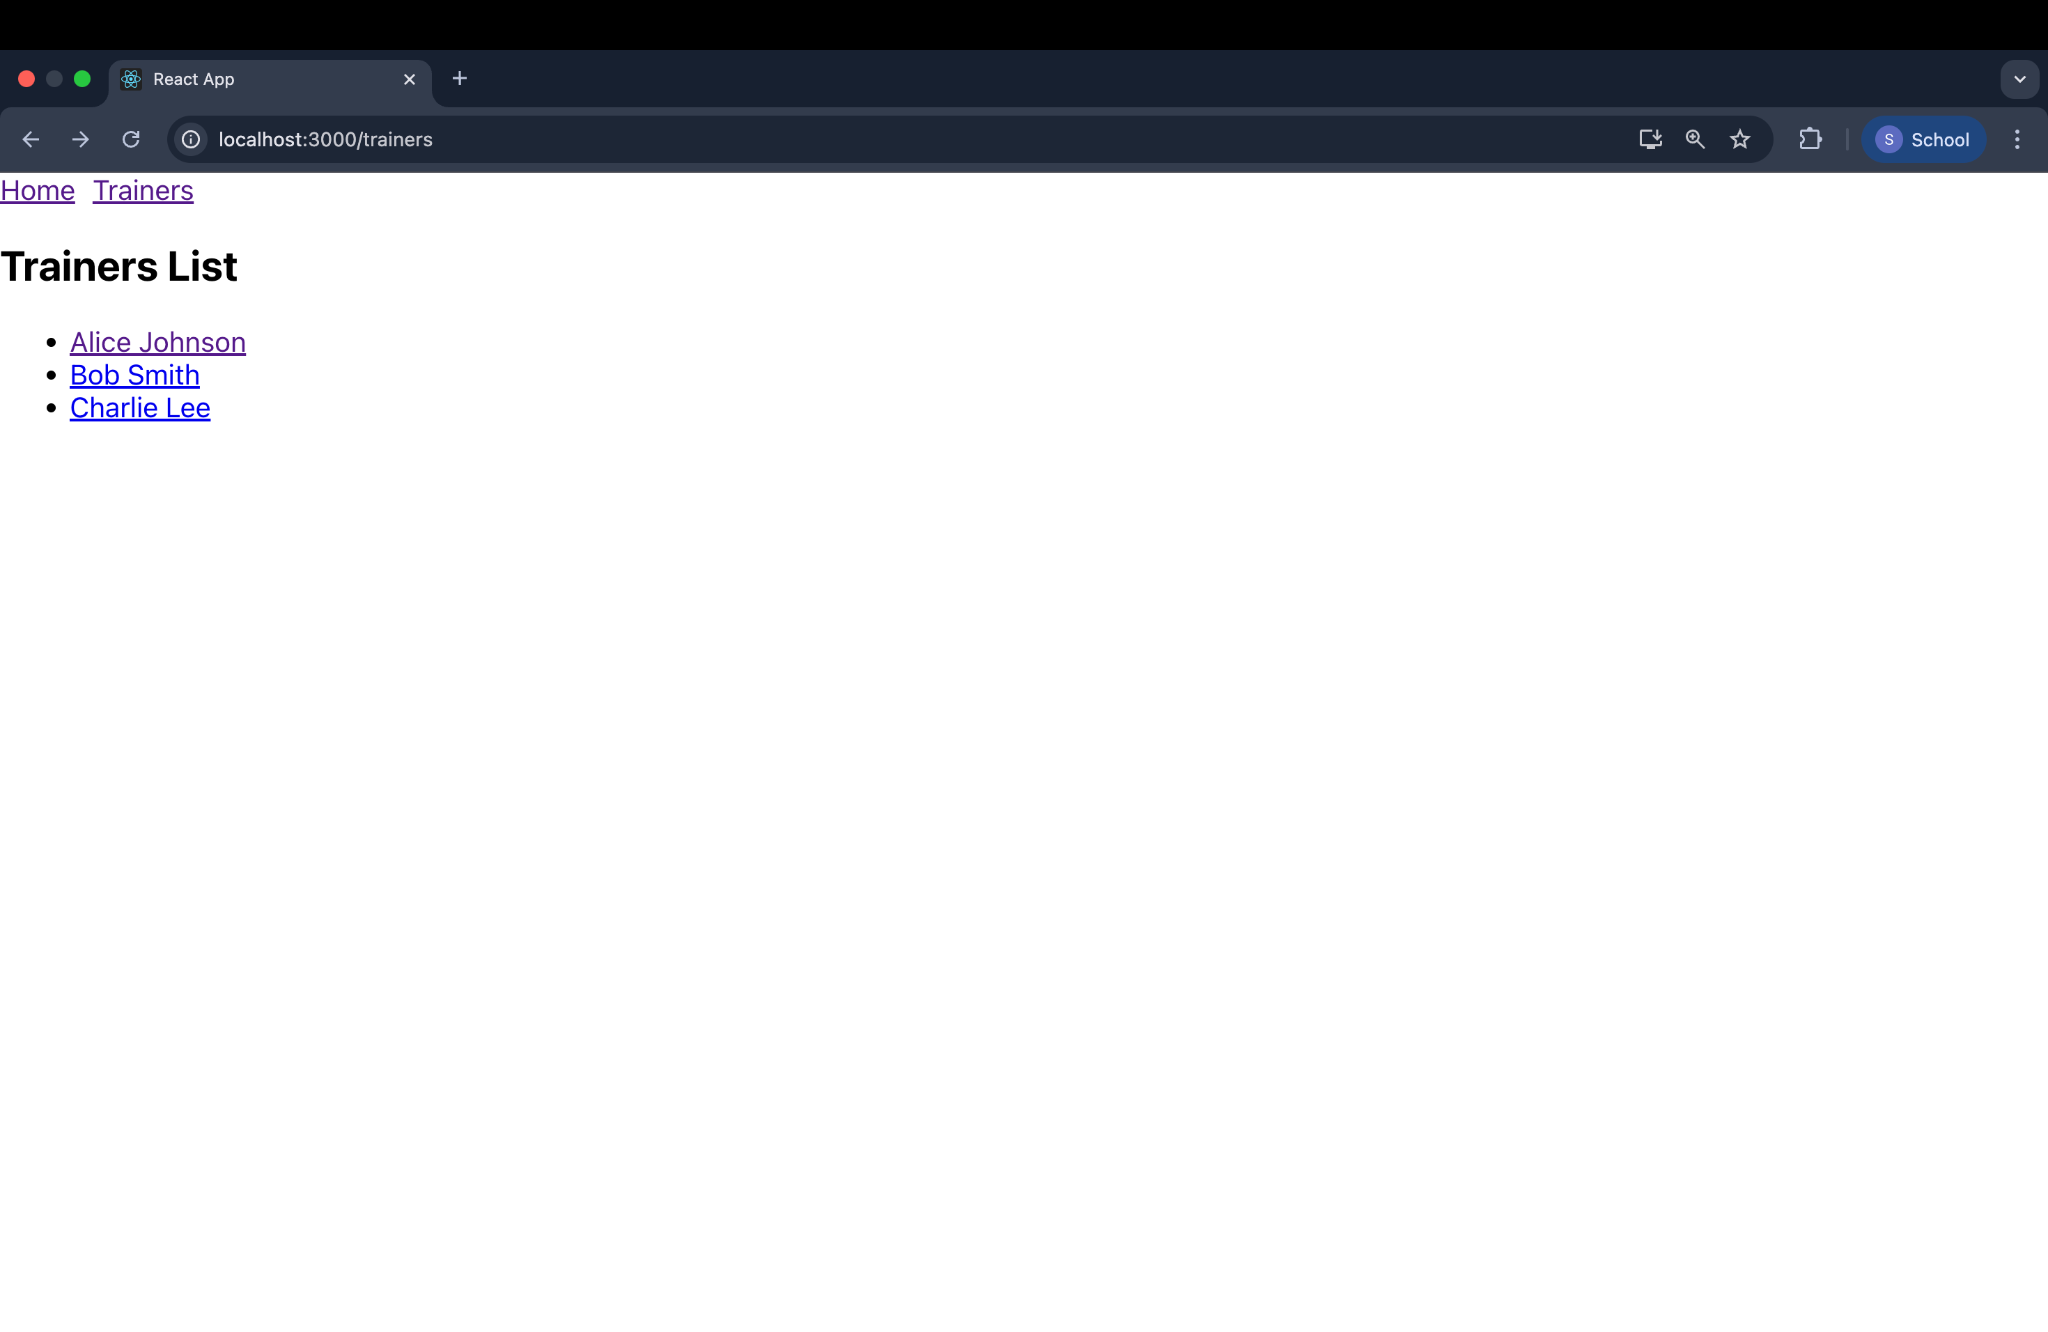 React App
localhost:3000/trainers
S School
Home Trainers
Trainers List
Alice Johnson
Bob Smith
Charlie Lee